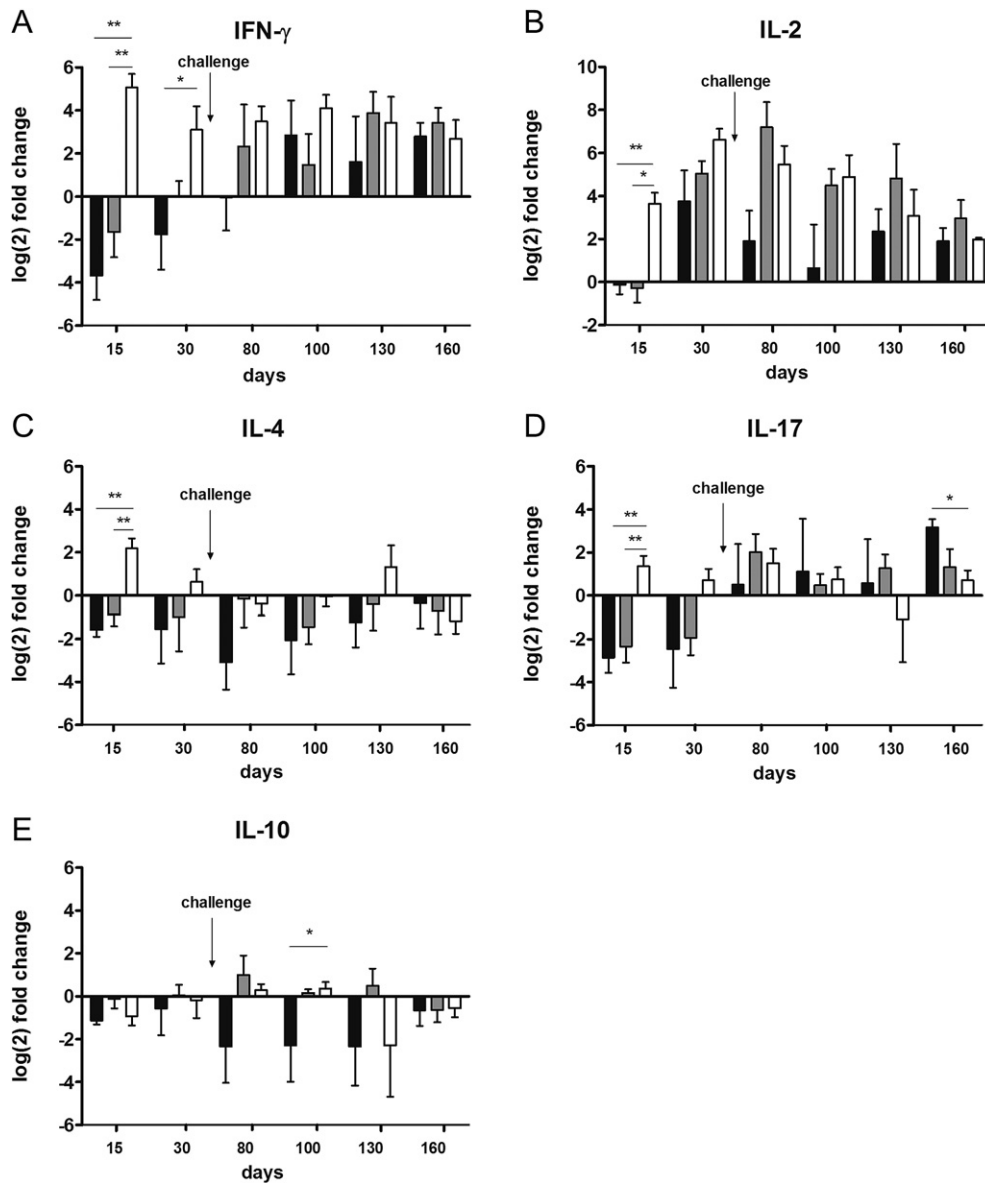 A
IFN-γ
log(2) fold change
6
4
2
0
-2
-4
-6
**
**
*
challenge
15 30 80 100 130 160
days
B
IL-2
log(2) fold change
10
8
6
4
2
0
-2
**
*
challenge
15 30 80 100 130 160
days
C
IL-4
log(2) fold change
6
4
2
0
-2
-4
-6
**
**
challenge
15 30 80 100 130 160
days
D
IL-17
log(2) fold change
6
4
2
0
-2
-4
-6
**
**
challenge
*
15 30 80 100 130 160
days
E
IL-10
log(2) fold change
6
4
2
0
-2
-4
-6
challenge
*
15 30 80 100 130 160
days